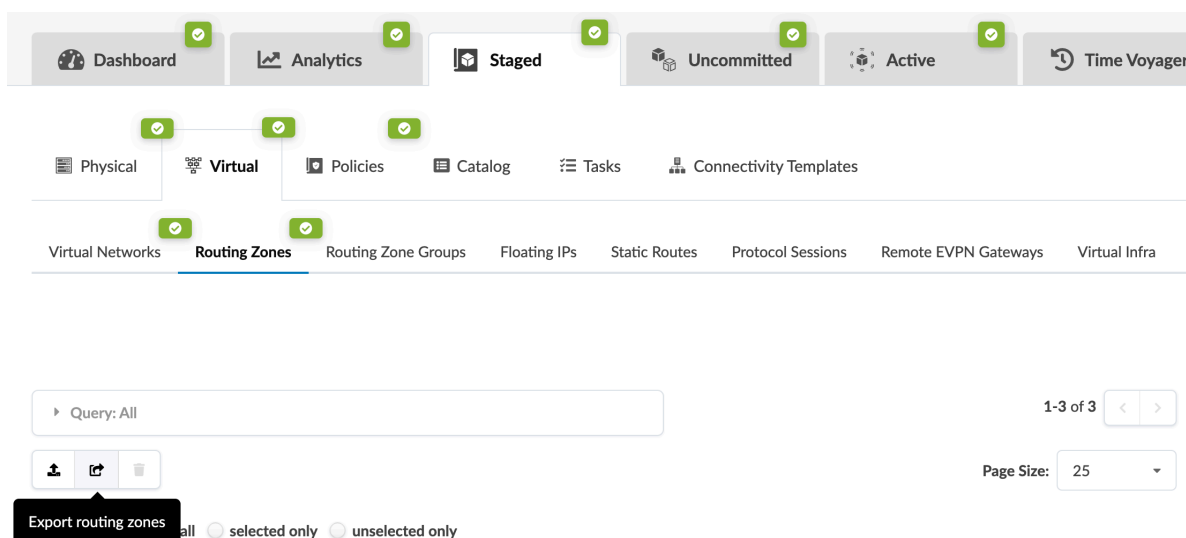 Dashboard Analytics Staged Uncommitted Active Time Voyager
Physical Virtual Policies Catalog Tasks Connectivity Templates
Virtual Networks Routing Zones Routing Zone Groups Floating IPs Static Routes Protocol Sessions Remote EVPN Gateways Virtual Infra
Query: All 1-3 of 3
Page Size: 25
Export routing zones all selected only unselected only